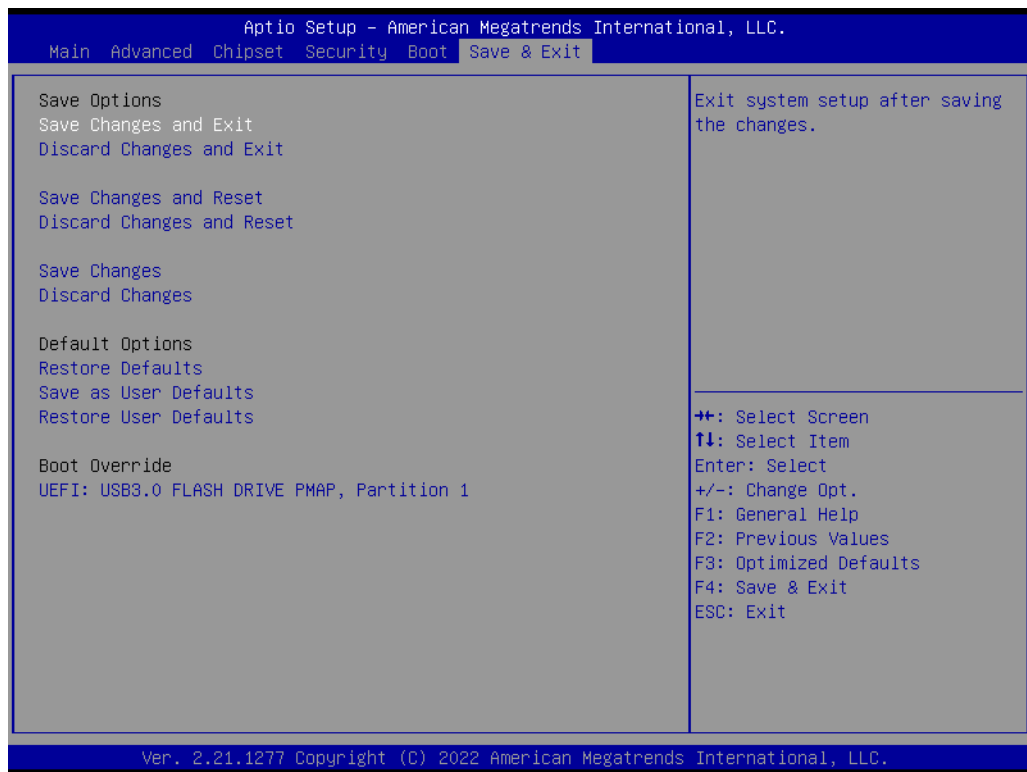 Aptio Setup – American Megatrends International, LLC.
Main Advanced Chipset Security Boot Save & Exit
Save Options
Save Changes and Exit
Discard Changes and Exit
Save Changes and Reset
Discard Changes and Reset
Save Changes
Discard Changes
Default Options
Restore Defaults
Save as User Defaults
Restore User Defaults
Boot Override
UEFI: USB3.0 FLASH DRIVE PMAP, Partition 1
Exit system setup after saving
the changes.
→←: Select Screen
↑↓: Select Item
Enter: Select
+/-: Change Opt.
F1: General Help
F2: Previous Values
F3: Optimized Defaults
F4: Save & Exit
ESC: Exit
Ver. 2.21.1277 Copyright (C) 2022 American Megatrends International, LLC.